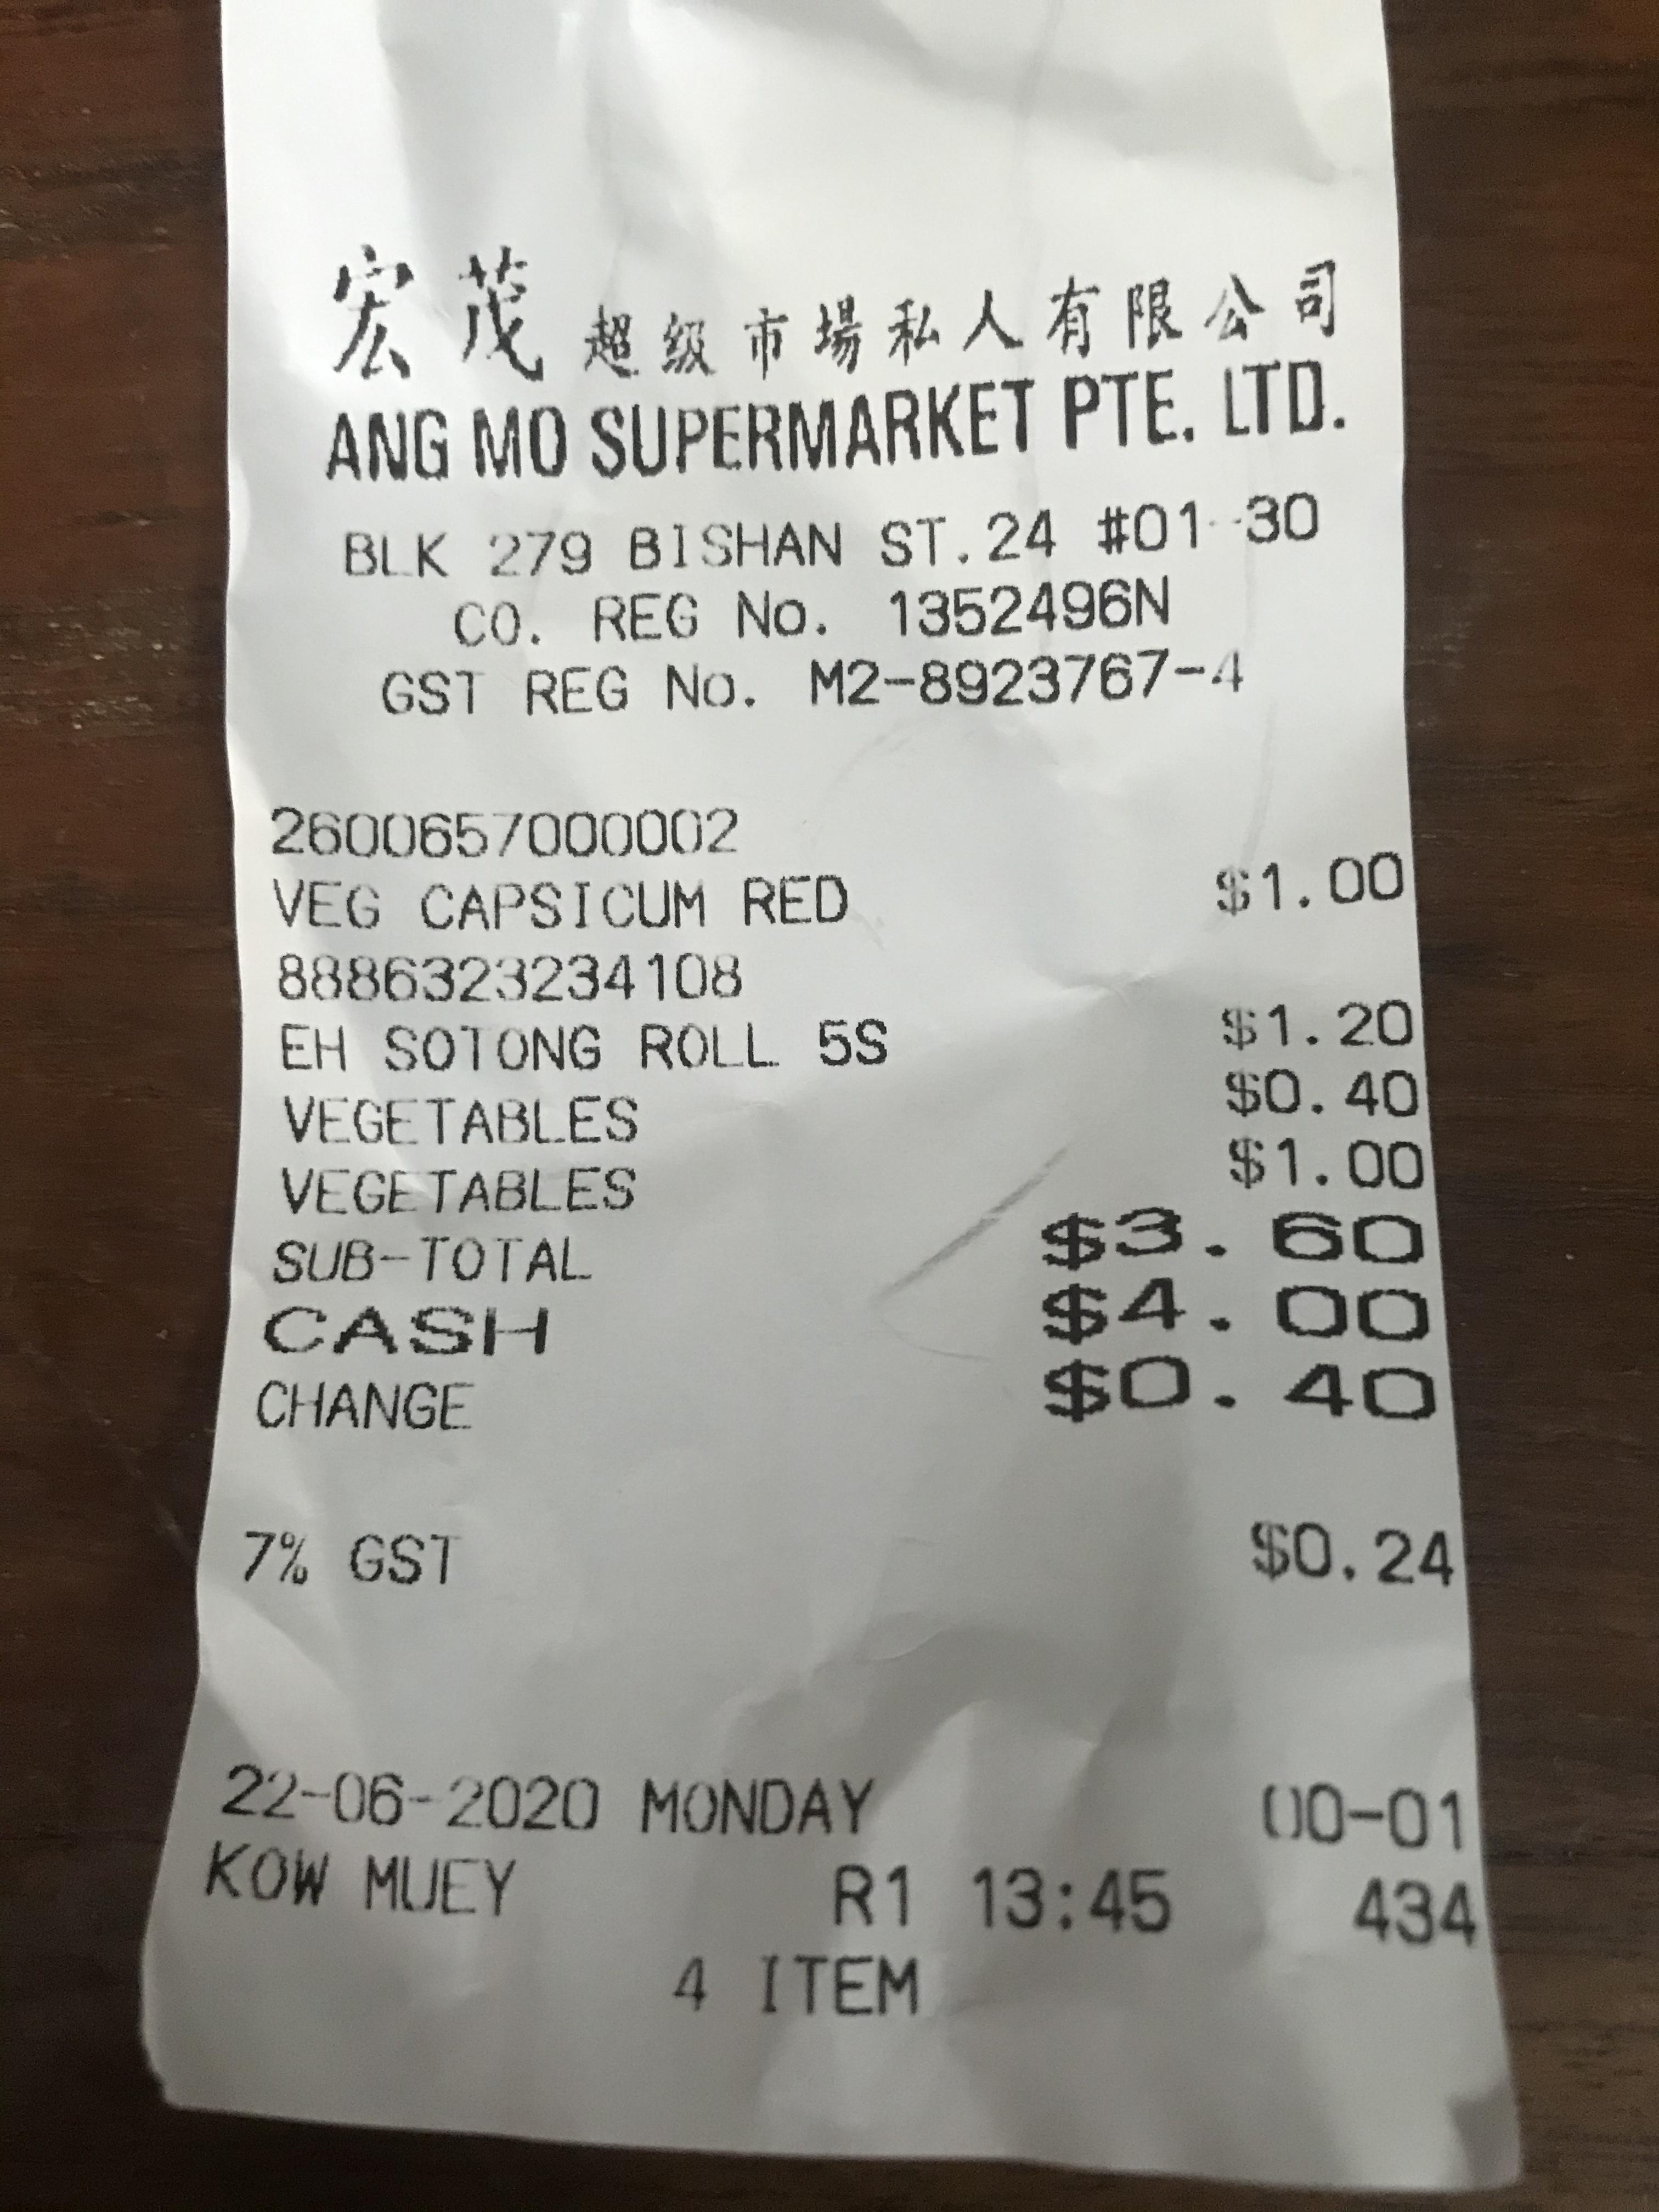 宏茂超级市場私人有限公司
ANG MO SUPERMARKET PTE. LTD.
BLK 279 BISHAN ST.24 #01-30
CO. REG No. 1352496N
GST REG No. M2-8923767-4
2600657000002
VEG CAPSICUM RED $1.00
8886323234108
EH SOTONG ROLL 5S $1.20
VEGETABLES $0.40
VEGETABLES $1.00
SUB-TOTAL $3.60
CASH $4.00
CHANGE $0.40
7% GST $0.24
22-06-2020 MONDAY 00-01
KOW MUEY R1 13:45 434
4 ITEM